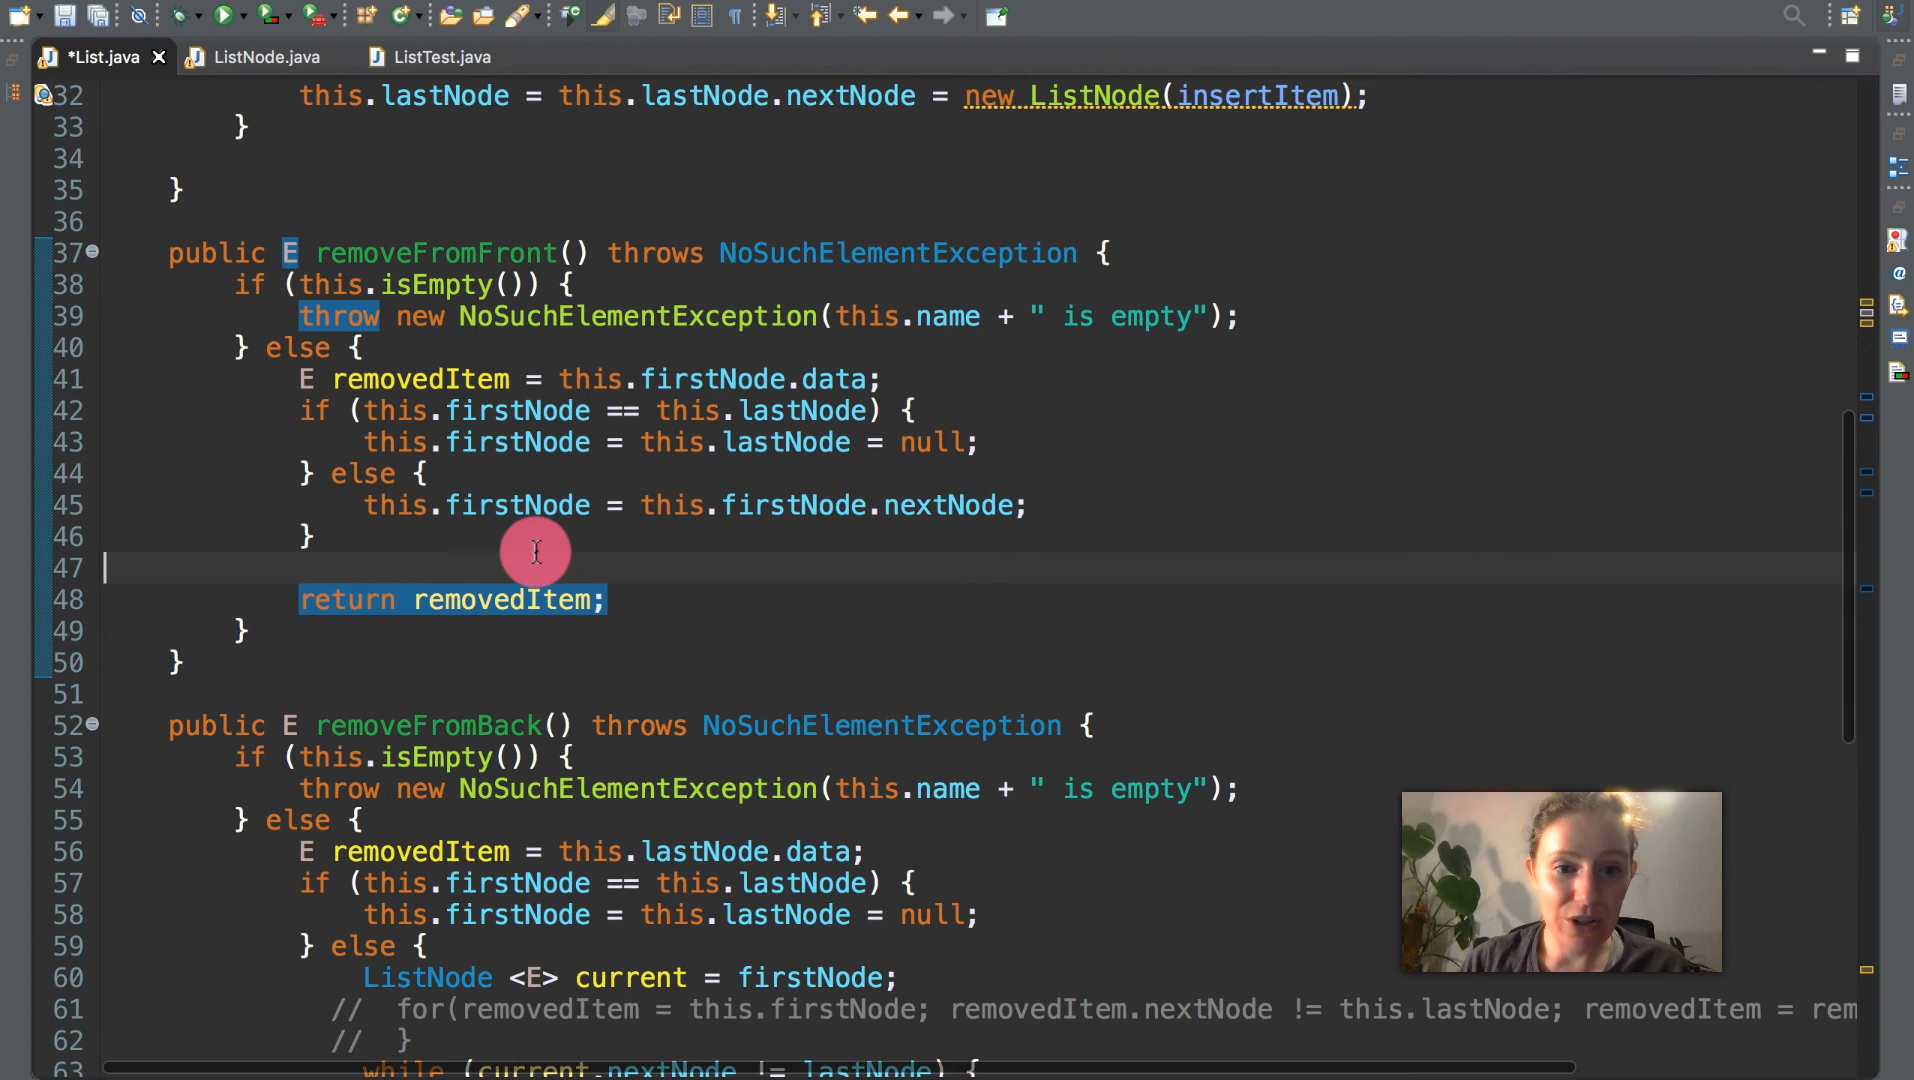 *List.java
ListNode.java
ListTest.java
32 this.lastNode = this.lastNode.nextNode = new ListNode(insertItem);
33 }
34
35 }
36
37 public E removeFromFront() throws NoSuchElementException {
38 if (this.isEmpty()) {
39 throw new NoSuchElementException(this.name + " is empty");
40 } else {
41 E removedItem = this.firstNode.data;
42 if (this.firstNode == this.lastNode) {
43 this.firstNode = this.lastNode = null;
44 } else {
45 this.firstNode = this.firstNode.nextNode;
46 }
47
48 return removedItem;
49 }
50 }
51
52 public E removeFromBack() throws NoSuchElementException {
53 if (this.isEmpty()) {
54 throw new NoSuchElementException(this.name + " is empty");
55 } else {
56 E removedItem = this.lastNode.data;
57 if (this.firstNode == this.lastNode) {
58 this.firstNode = this.lastNode = null;
59 } else {
60 ListNode <E> current = firstNode;
61 // for(removedItem = this.firstNode; removedItem.nextNode != this.lastNode; removedItem = rem
62 // }
63 while (current.nextNode != lastNode) {